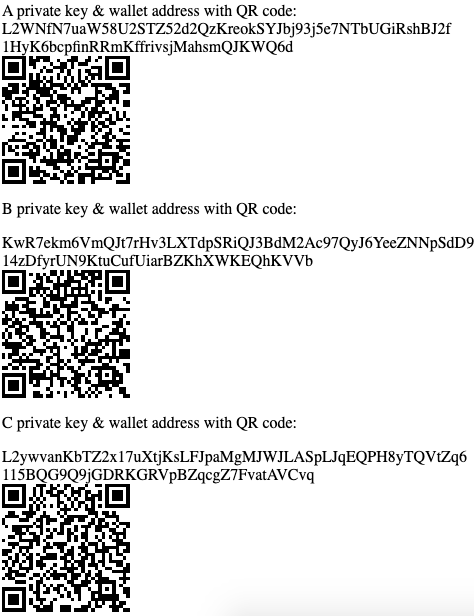 A private key & wallet address with QR code:
L2WNfN7uaW58U2STZ52d2QzKreokSYJbj93j5e7NTbUGiRshBJ2f
1HyK6bcpfinRRmKffrivsjMahsmQJKWQ6d
B private key & wallet address with QR code:
KwR7ekm6VmQJt7rHv3LXTdpSRiQJ3BdM2Ac97QyJ6YeeZNNpSdD9
14zDfyrUN9KtuCufUiarBZKhXWKEQhKVVb
C private key & wallet address with QR code:
L2ywvanKbTZ2x17uXtjKsLFJpaMgMJWJLASpLJqEQPH8yTQVtZq6
115BQG9Q9jGDRKGRVpBZqcgZ7FvatAVCvq